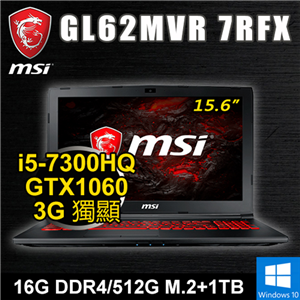 GL62MVR 7RFX
msi
15.6”
msi
i5-7300HQ
GTX1060
3G 獨顯
msi
16G DDR4/512G M.2+1TB
Windows 10